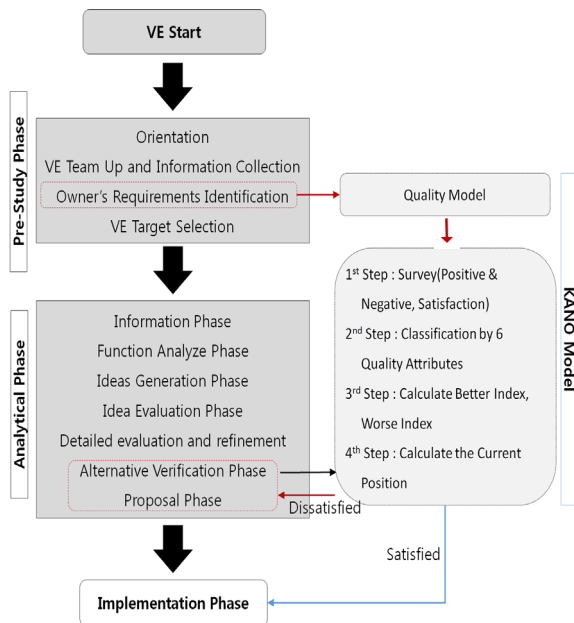 VE Start
Pre-Study Phase
Orientation
VE Team Up and Information Collection
Owner's Requirements Identification
VE Target Selection
Quality Model
KANO Model
1st Step : Survey(Positive &
Negative, Satisfaction)
2nd Step : Classification by 6
Quality Attributes
3rd Step : Calculate Better Index,
Worse Index
4th Step : Calculate the Current
Position
Analytical Phase
Information Phase
Function Analyze Phase
Ideas Generation Phase
Idea Evaluation Phase
Detailed evaluation and refinement
Alternative Verification Phase
Proposal Phase
Dissatisfied
Satisfied
Implementation Phase